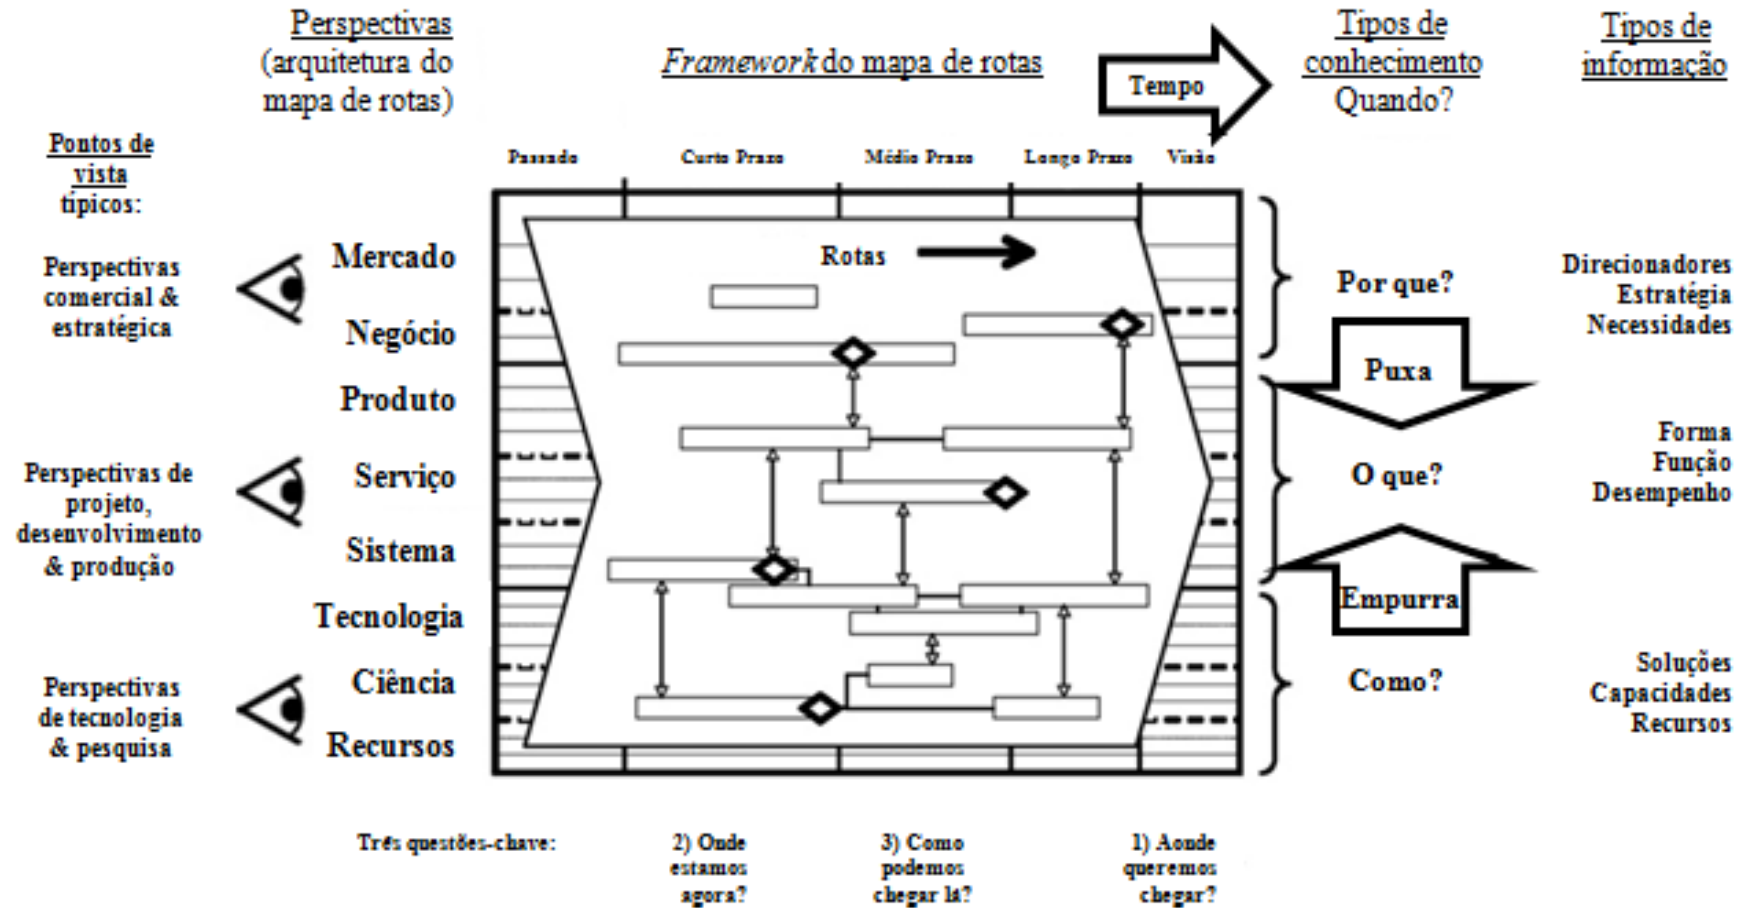 Perspectivas
(arquitetura do
mapa de rotas)
Framework do mapa de rotas
Tempo
Tipos de
conhecimento
Quando?
Tipos de
informação
Pontos de
vista
típicos:
Passado
Curto Prazo
Médio Prazo
Longo Prazo
Visão
Perspectivas
comercial &
estratégica
Mercado
Negócio
Rotas
Por que?
Direcionadores
Estratégia
Necessidades
Puxa
Produto
Perspectivas de
projeto,
desenvolvimento
& produção
Serviço
Sistema
O que?
Forma
Função
Desempenho
Empurra
Tecnologia
Perspectivas
de tecnologia
& pesquisa
Ciência
Recursos
Como?
Soluções
Capacidades
Recursos
Três questões-chave:
2) Onde
estamos
agora?
3) Como
podemos
chegar lá?
1) Aonde
queremos
chegar?